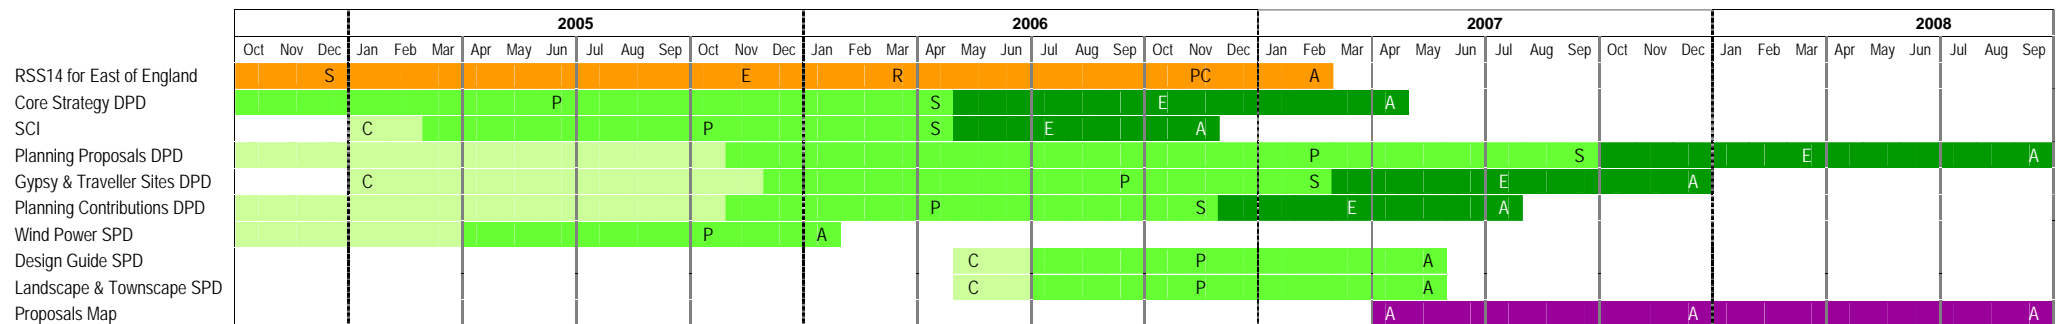 2005 2006 2007 2008
Oct Nov Dec Jan Feb Mar Apr May Jun Jul Aug Sep Oct Nov Dec Jan Feb Mar Apr May Jun Jul Aug Sep Oct Nov Dec Jan Feb Mar Apr May Jun Jul Aug Sep Oct Nov Dec Jan Feb Mar Apr May Jun Jul Aug Sep
RSS14 for East of England S E R PC A
Core Strategy DPD P S E A
SCI C P S E A
Planning Proposals DPD P S E A
Gypsy & Traveller Sites DPD C P S E A
Planning Contributions DPD P S E A
Wind Power SPD P A
Design Guide SPD C P A
Landscape & Townscape SPD C P A
Proposals Map A A A